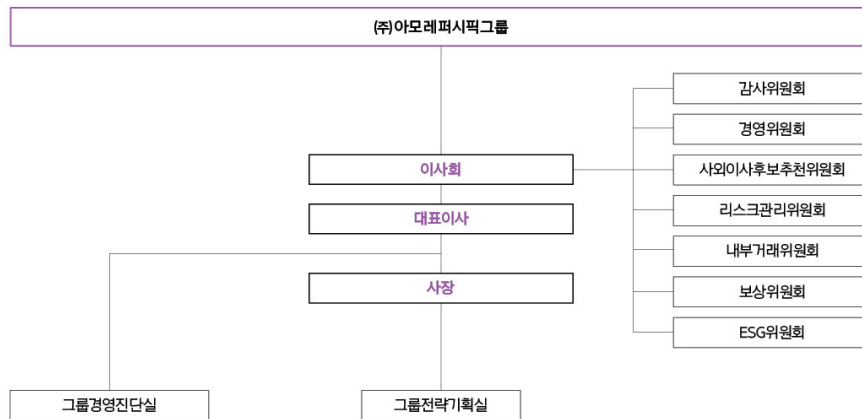 (주)아모레퍼시픽그룹
감사위원회
경영위원회
이사회
사외이사후보추천위원회
대표이사
리스크관리위원회
내부거래위원회
사장
보상위원회
ESG위원회
그룹경영진단실
그룹전략기획실